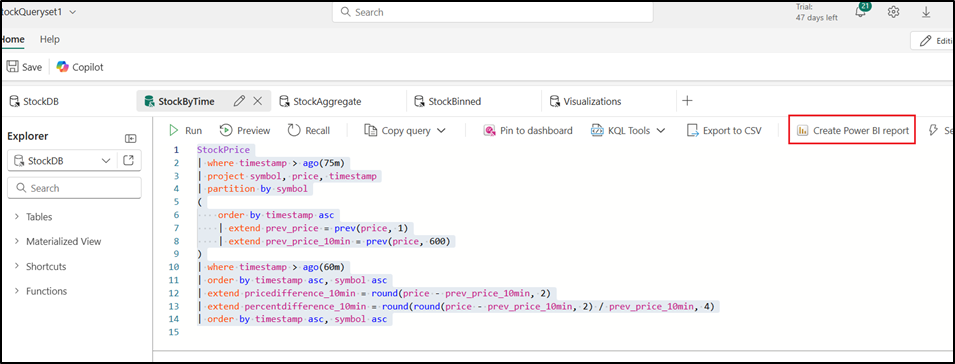 tockQueryset1
Search
Trial:
47 days left
21
Home Help
Editi
Save Copilot
StockDB StockByTime StockAggregate StockBinned Visualizations
Explorer
StockDB
Search
Tables
Materialized View
Shortcuts
Functions
Run Preview Recall Copy query Pin to dashboard KQL Tools Export to CSV Create Power BI report Se
1 StockPrice
2 | where timestamp > ago(75m)
3 | project symbol, price, timestamp
4 | partition by symbol
5 (
6 order by timestamp asc
7 | extend prev_price = prev(price, 1)
8 | extend prev_price_10min = prev(price, 600)
9 )
10 | where timestamp > ago(60m)
11 | order by timestamp asc, symbol asc
12 | extend pricedifference_10min = round(price - prev_price_10min, 2)
13 | extend percentdifference_10min = round(round(price - prev_price_10min, 2) / prev_price_10min, 4)
14 | order by timestamp asc, symbol asc
15